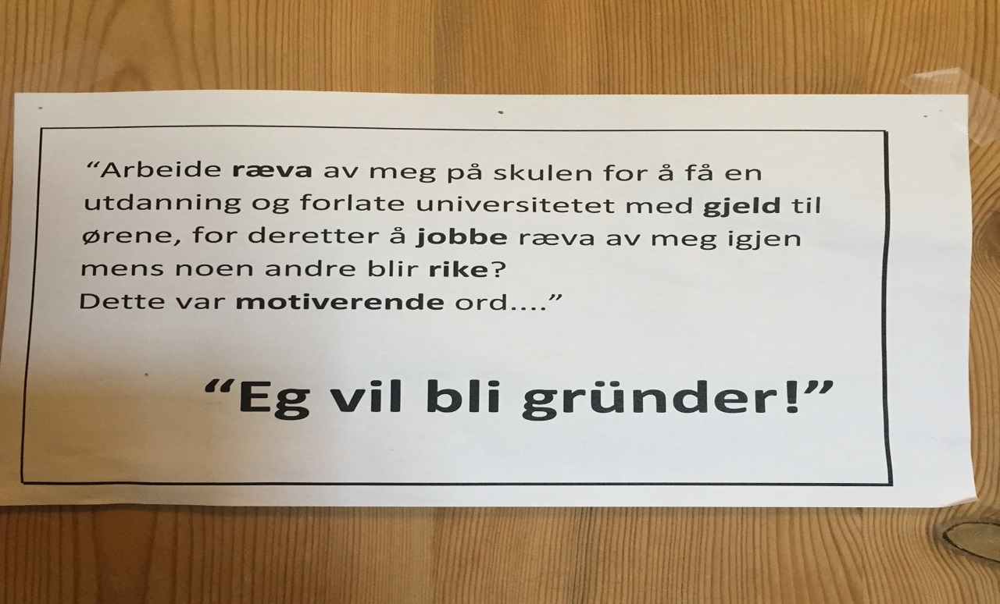 “Arbeide ræva av meg på skulen for å få en
utdanning og forlate universitetet med gjeld til
ørene, for deretter å jobbe ræva av meg igjen
mens noen andre blir rike?
Dette var motiverende ord....”
“Eg vil bli gründer!”